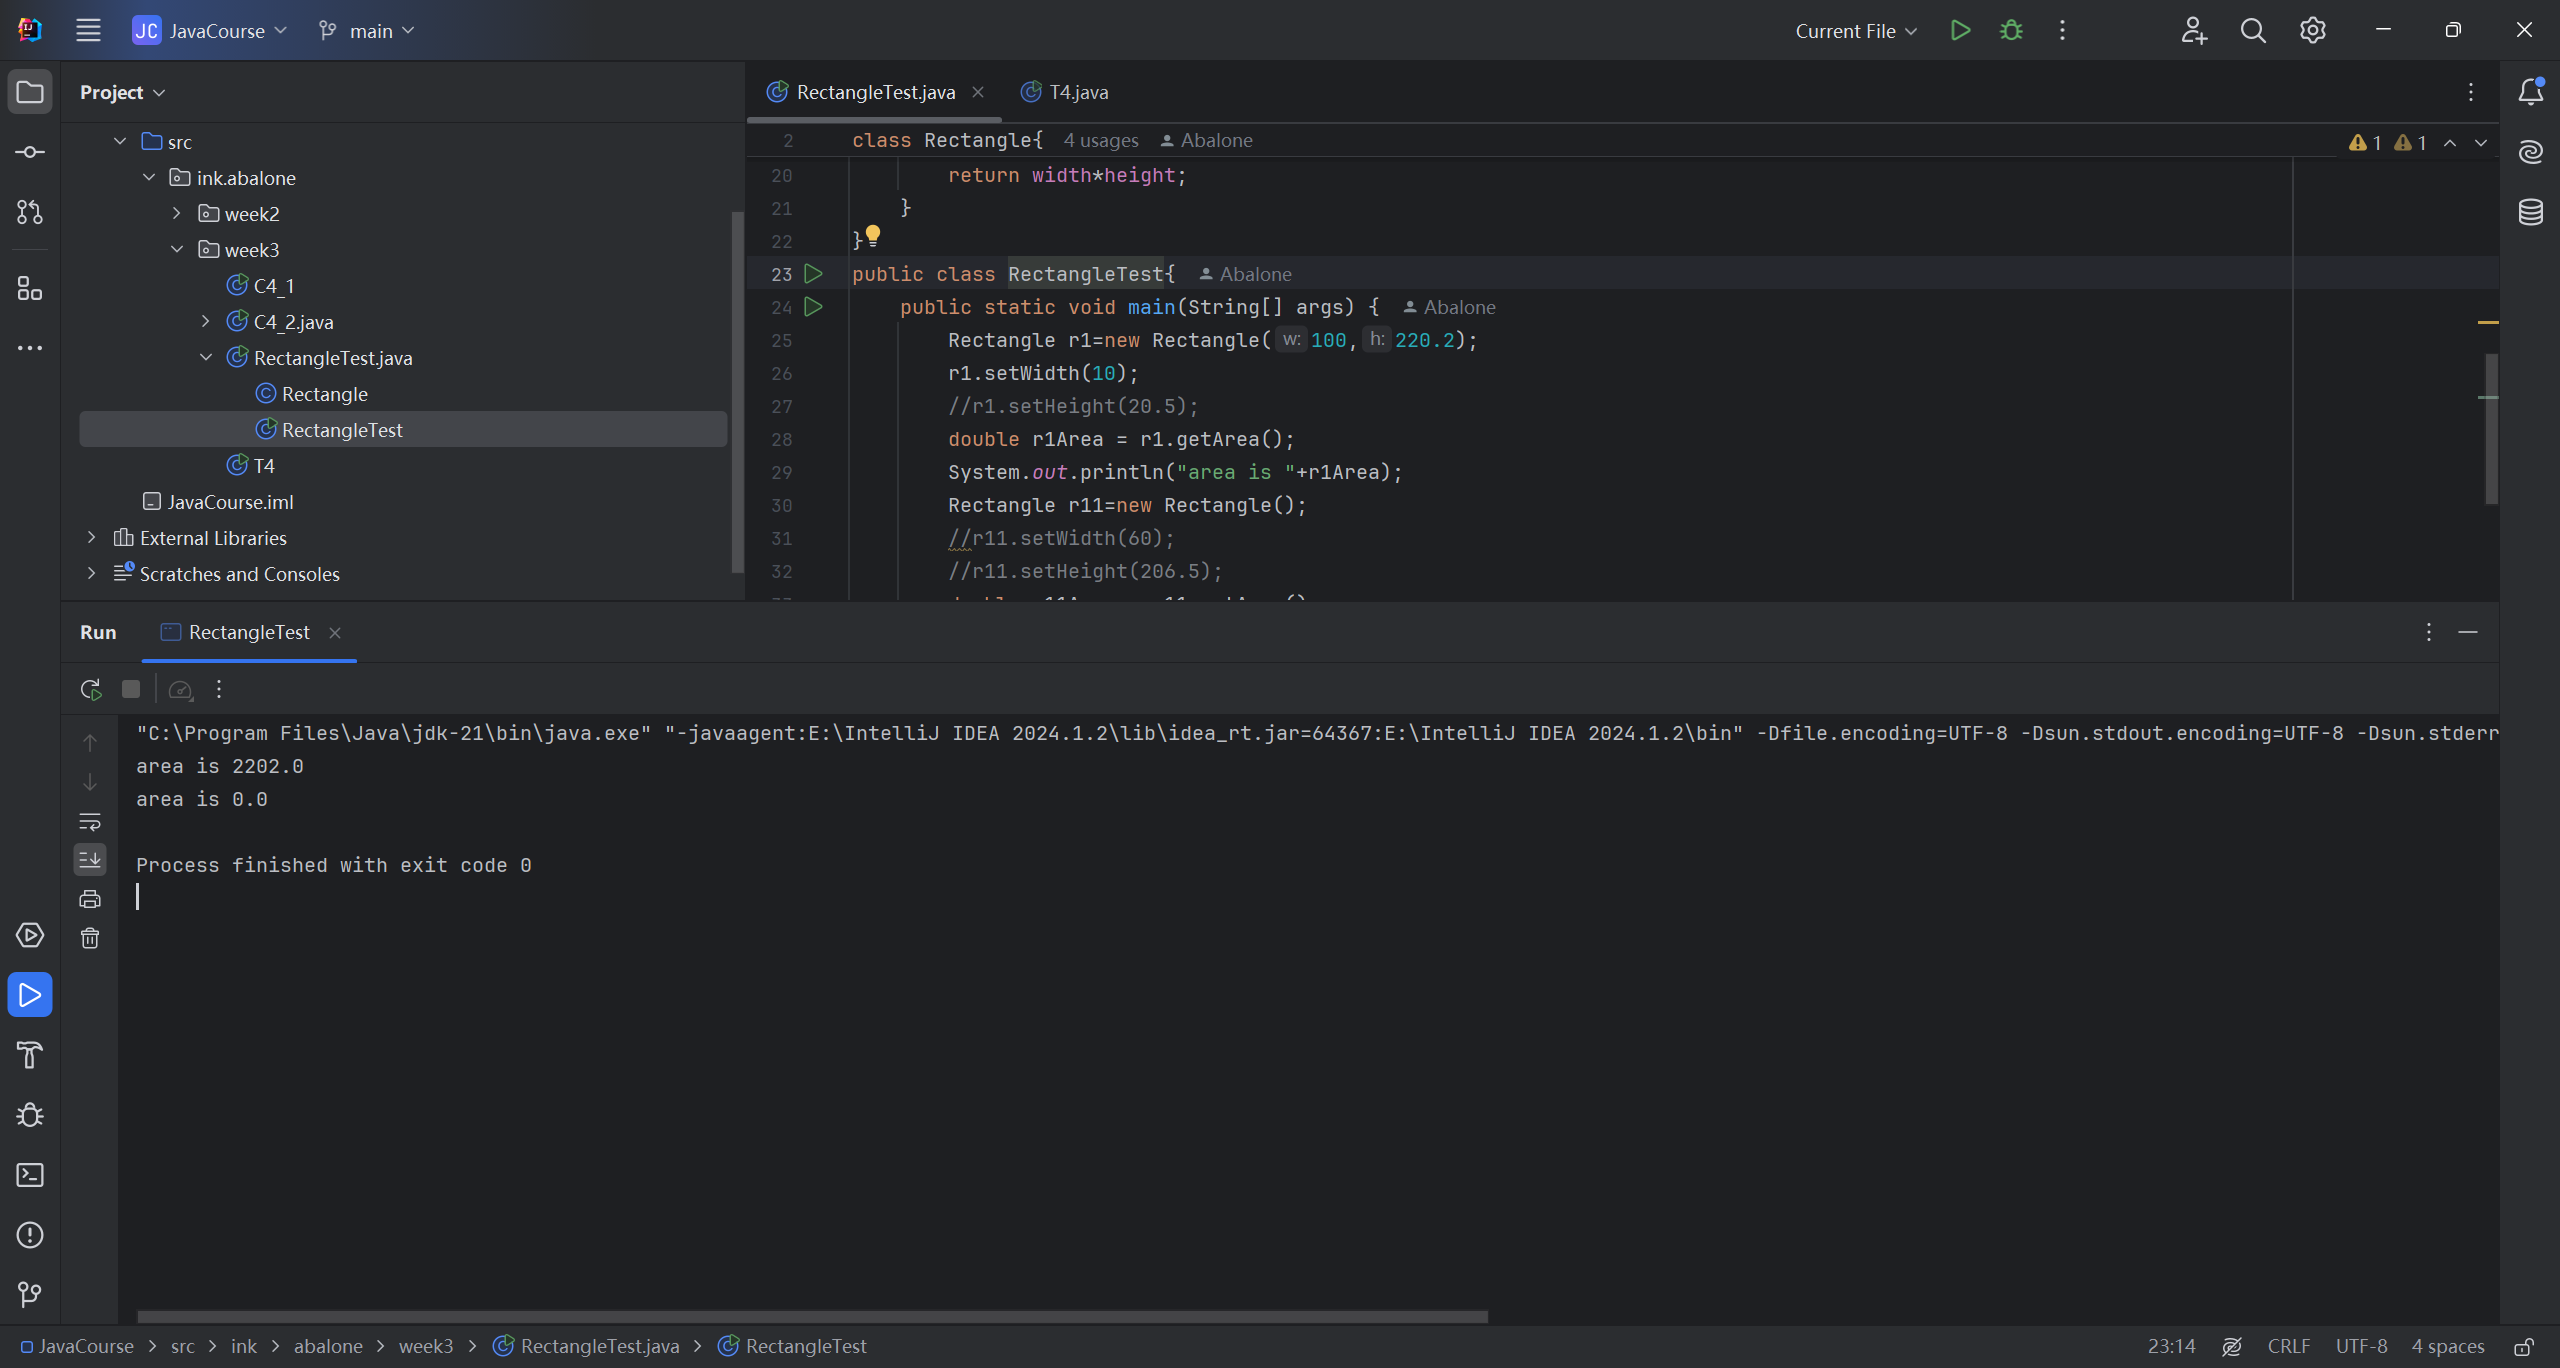 JC JavaCourse main Current File
Project
src
ink.abalone
week2
week3
C4_1
C4_2.java
RectangleTest.java
Rectangle
RectangleTest
T4
JavaCourse.iml
External Libraries
Scratches and Consoles
RectangleTest.java T4.java
2 class Rectangle{ 4 usages Abalone 1 1
20 return width*height;
21 }
22 }
23 public class RectangleTest{ Abalone
24 public static void main(String[] args) { Abalone
25 Rectangle r1=new Rectangle( w: 100, h: 220.2);
26 r1.setWidth(10);
27 //r1.setHeight(20.5);
28 double r1Area = r1.getArea();
29 System.out.println("area is "+r1Area);
30 Rectangle r11=new Rectangle();
31 //r11.setWidth(60);
32 //r11.setHeight(206.5);
Run RectangleTest
"C:\Program Files\Java\jdk-21\bin\java.exe" "-javaagent:E:\IntelliJ IDEA 2024.1.2\lib\idea_rt.jar=64367:E:\IntelliJ IDEA 2024.1.2\bin" -Dfile.encoding=UTF-8 -Dsun.stdout.encoding=UTF-8 -Dsun.stderr
area is 2202.0
area is 0.0
Process finished with exit code 0
JavaCourse > src > ink > abalone > week3 > RectangleTest.java > RectangleTest 23:14 CRLF UTF-8 4 spaces